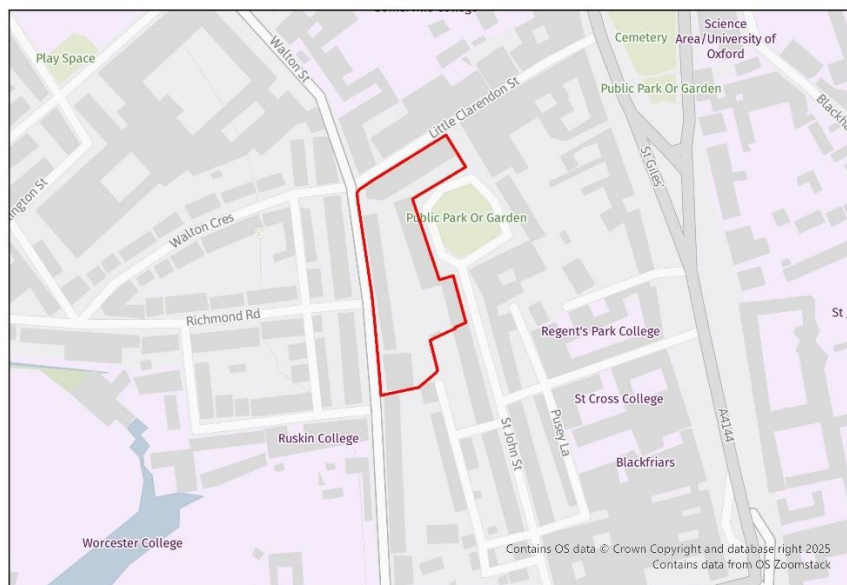 Science
Area/University of
Oxford
Cemetery
Play Space
Public Park Or Garden
Walton St
Little Clarendon St
St Giles'
Walton Cres
Public Park Or Garden
Richmond Rd
Regent's Park College
St Cross College
Ruskin College
St John St
Pusey La
A4144
Blackfriars
Worcester College
Contains OS data © Crown Copyright and database right 2025
Contains data from OS Zoomstack